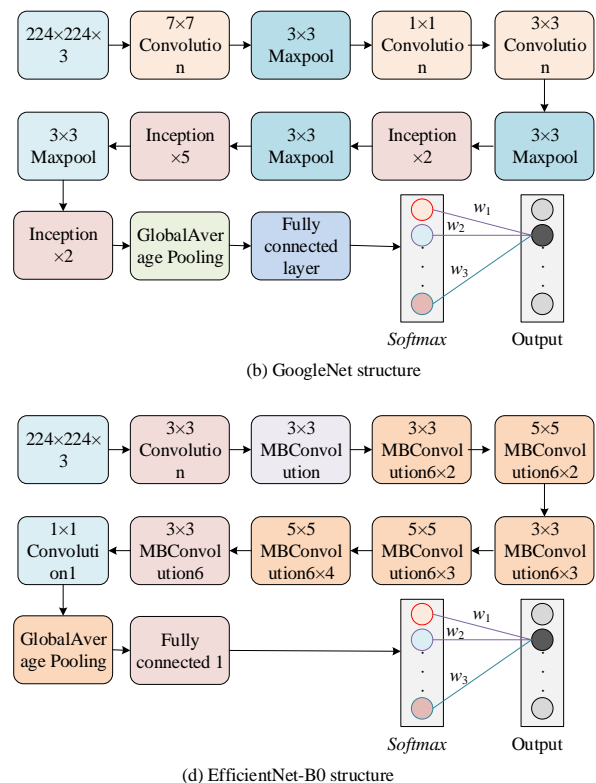 224×224×
3
7×7
Convolutio
n
3×3
Maxpool
1×1
Convolutio
n
3×3
Convolutio
n
3×3
Maxpool
Inception
×5
3×3
Maxpool
Inception
×2
3×3
Maxpool
Inception
×2
GlobalAver
age Pooling
Fully
connected
layer
w1
w2
w3
Softmax
Output
(b) GoogleNet structure
224×224×
3
3×3
Convolutio
n
3×3
MBConvol
ution
3×3
MBConvol
ution6×2
5×5
MBConvol
ution6×2
1×1
Convoluti
on1
3×3
MBConvol
ution6
5×5
MBConvol
ution6×4
5×5
MBConvol
ution6×3
3×3
MBConvol
ution6×3
GlobalAver
age Pooling
Fully
connected 1
w1
w2
w3
Softmax
Output
(d) EfficientNet-B0 structure